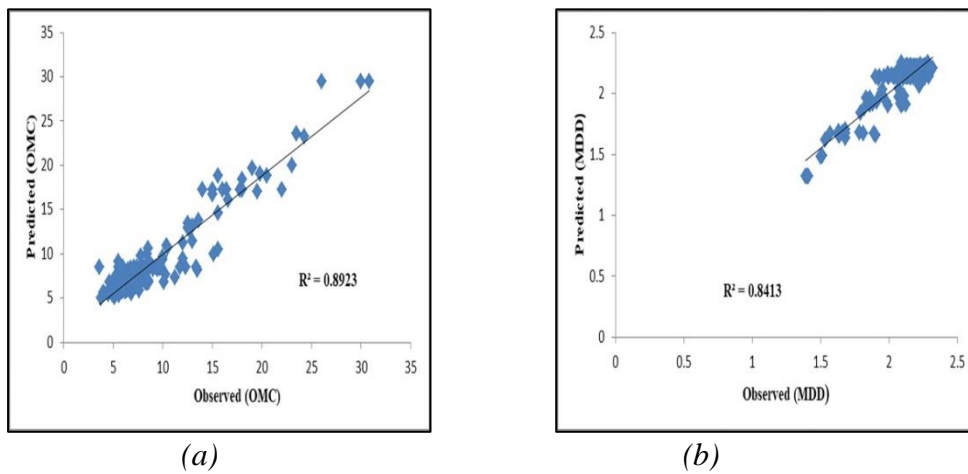 35
30
25
20
15
10
5
0
0 5 10 15 20 25 30 35
Predicted (OMC)
Observed (OMC)
R² = 0.8923
(a)
2.5
2
1.5
1
0.5
0
0 0.5 1 1.5 2 2.5
Predicted (MDD)
Observed (MDD)
R² = 0.8413
(b)